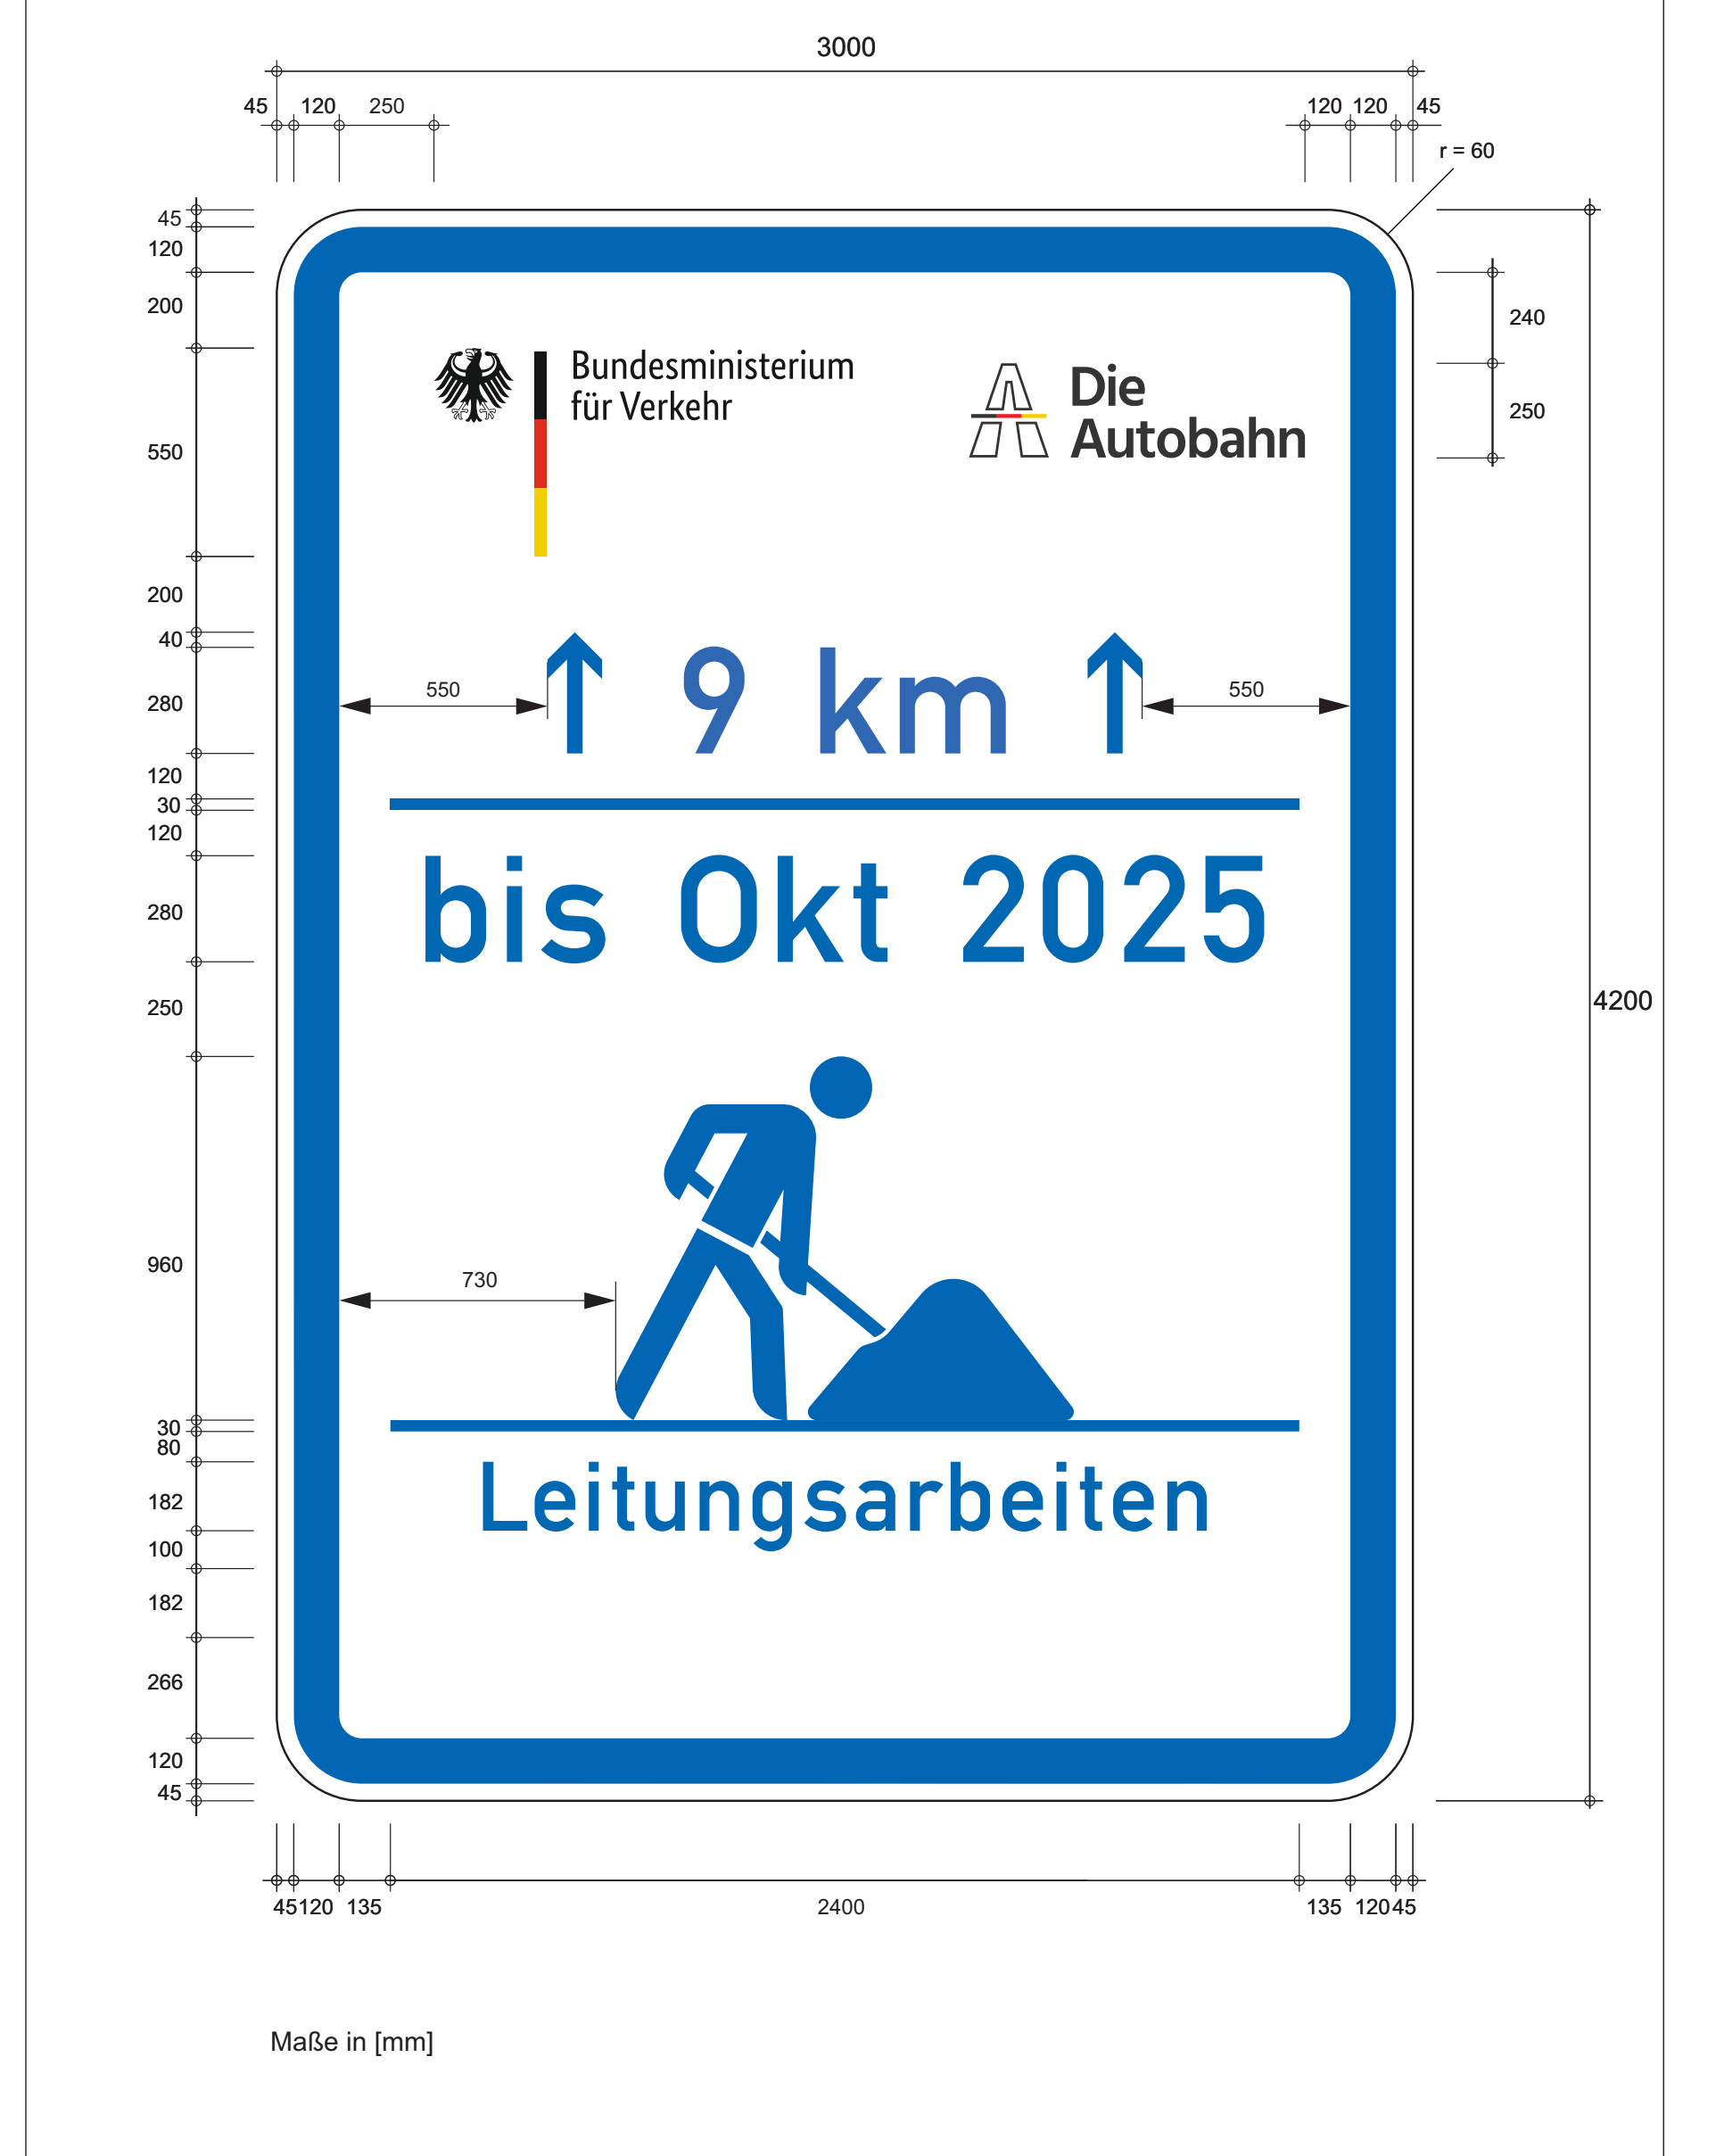 3000
45 120 250 120 120 45
r = 60
45
120
200
240
Bundesministerium
für Verkehr
Die
Autobahn
250
550
200
40
280
550 9 km 550
120
30
120
bis Okt 2025
280
250
4200
960
730
30
80
Leitungsarbeiten
182
100
182
266
120
45
45 120 135 2400 135 120 45
Maße in [mm]